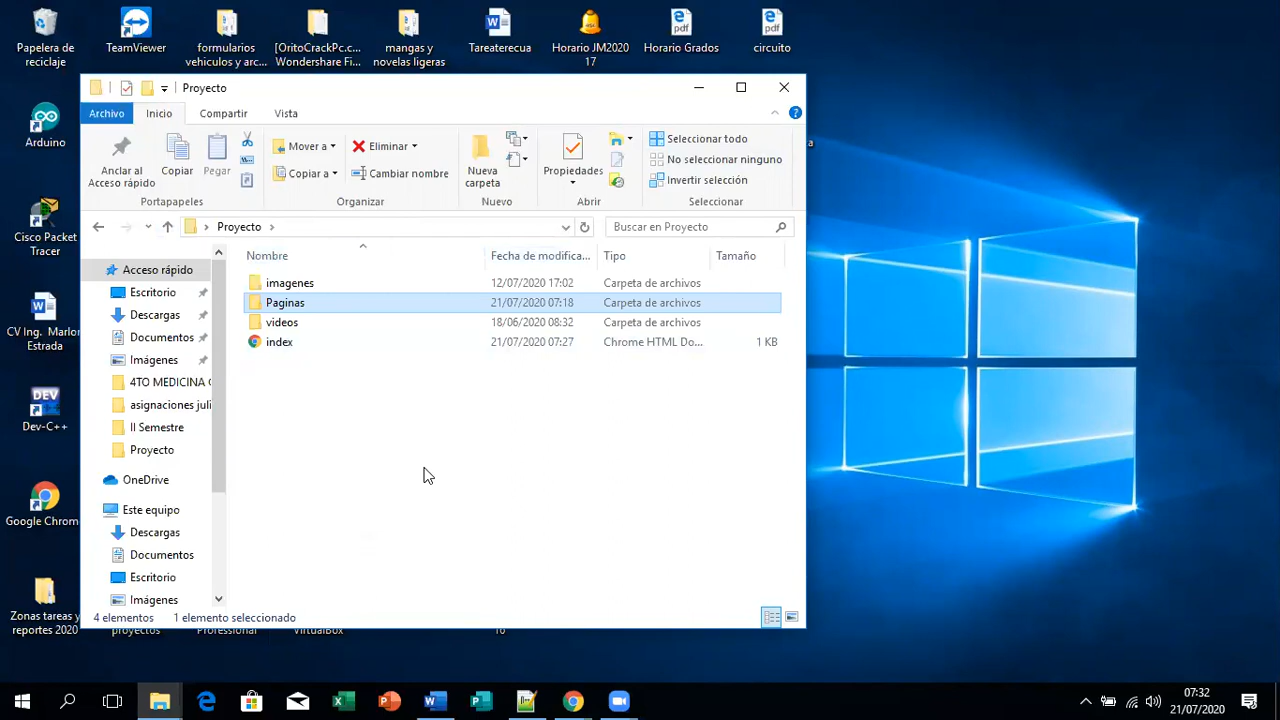 Papelera de
reciclaje
TeamViewer
formularios
vehiculos y arc...
[OritoCrackPc.c...
Wondershare Fi...
mangas y
novelas ligeras
Tareaterecua
Horario JM2020
17
Horario Grados
circuito
Proyecto
Archivo
Inicio
Compartir
Vista
Anclar al
Acceso rápido
Copiar
Pegar
Mover a
Copiar a
Eliminar
Cambiar nombre
Nueva
carpeta
Propiedades
Seleccionar todo
No seleccionar ninguno
Invertir selección
Portapapeles
Organizar
Nuevo
Abrir
Seleccionar
Proyecto
Buscar en Proyecto
Nombre
Fecha de modifica...
Tipo
Tamaño
imagenes 12/07/2020 17:02 Carpeta de archivos
Paginas 21/07/2020 07:18 Carpeta de archivos
videos 18/06/2020 08:32 Carpeta de archivos
index 21/07/2020 07:27 Chrome HTML Do... 1 KB
Acceso rápido
Escritorio
Descargas
Documentos
Imágenes
4TO MEDICINA
asignaciones juli
II Semestre
Proyecto
OneDrive
Este equipo
Descargas
Documentos
Escritorio
Imágenes
4 elementos
1 elemento seleccionado
Arduino
Cisco Packet
Tracer
CV Ing. Marlon
Estrada
DEV
Dev-C++
Google Chrom
Zonas tareas y
reportes 2020
proyectos
Professional
VirtualBox
10
07:32
21/07/2020